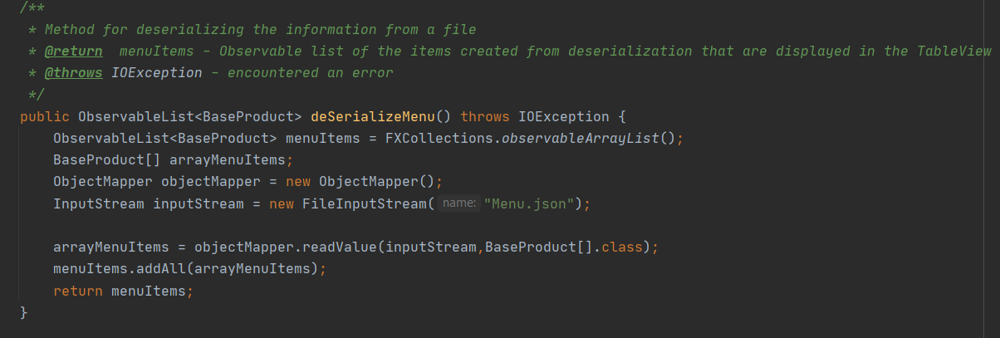 /**
 * Method for deserializing the information from a file
 * @return  menuItems - Observable list of the items created from deserialization that are displayed in the TableView
 * @throws IOException - encountered an error
 */
public ObservableList<BaseProduct> deSerializeMenu() throws IOException {
    ObservableList<BaseProduct> menuItems = FXCollections.observableArrayList();
    BaseProduct[] arrayMenuItems;
    ObjectMapper objectMapper = new ObjectMapper();
    InputStream inputStream = new FileInputStream( name: "Menu.json");
    arrayMenuItems = objectMapper.readValue(inputStream,BaseProduct[].class);
    menuItems.addAll(arrayMenuItems);
    return menuItems;
}